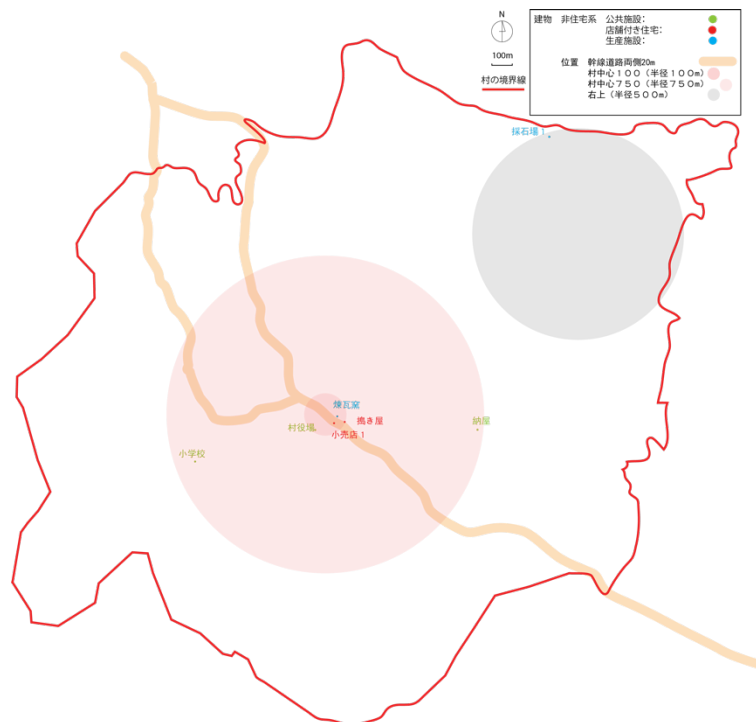 N
100m
村の境界線
建物 非住宅系 公共施設:
店舗付き住宅:
生産施設:
位置 幹線道路両側20m
村中心100(半径100m)
村中心750(半径750m)
右上(半径500m)
採石場1
煉瓦窯
搗き屋
納屋
村役場
小売店1
小学校